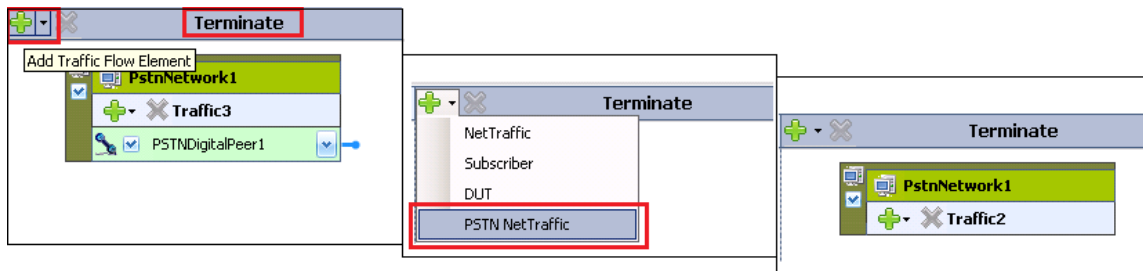 Terminate
Add Traffic Flow Element
PstnNetwork1
Traffic3
PSTNDigitalPeer1
Terminate
NetTraffic
Subscriber
DUT
PSTN NetTraffic
Terminate
PstnNetwork1
Traffic2